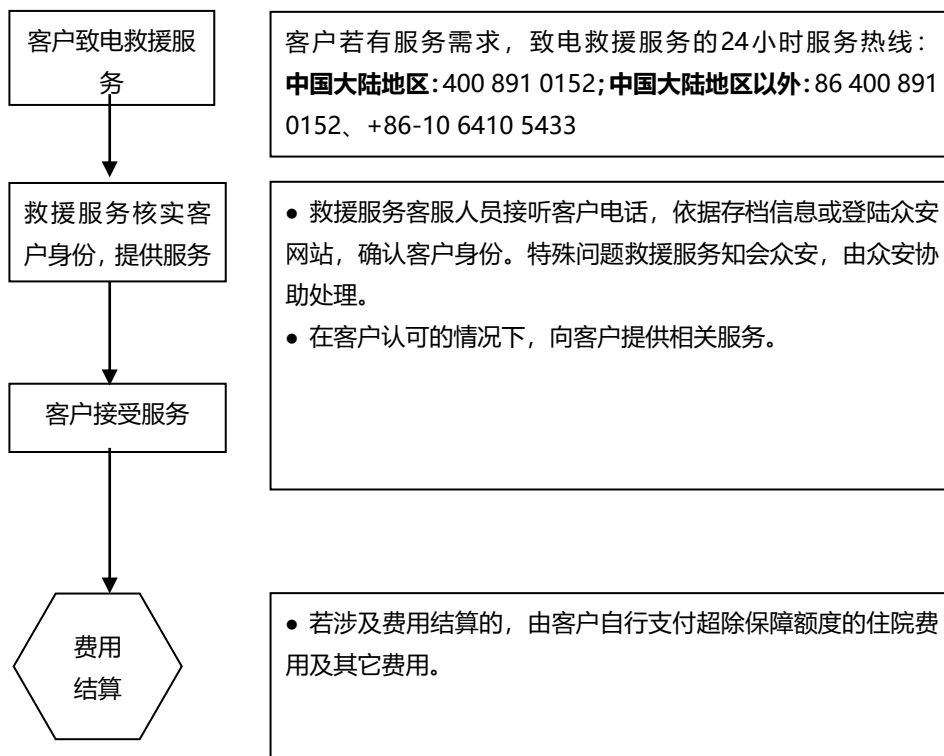 客户致电救援服
务
客户若有服务需求，致电救援服务的24小时服务热线：
中国大陆地区：400 891 0152；中国大陆地区以外：86 400 891
0152、+86-10 6410 5433
救援服务核实客
户身份，提供服务
● 救援服务客服人员接听客户电话，依据存档信息或登陆众安
网站，确认客户身份。特殊问题救援服务知会众安，由众安协
助处理。
● 在客户认可的情况下，向客户提供相关服务。
客户接受服务
费用
结算
● 若涉及费用结算的，由客户自行支付超除保障额度的住院费
用及其它费用。